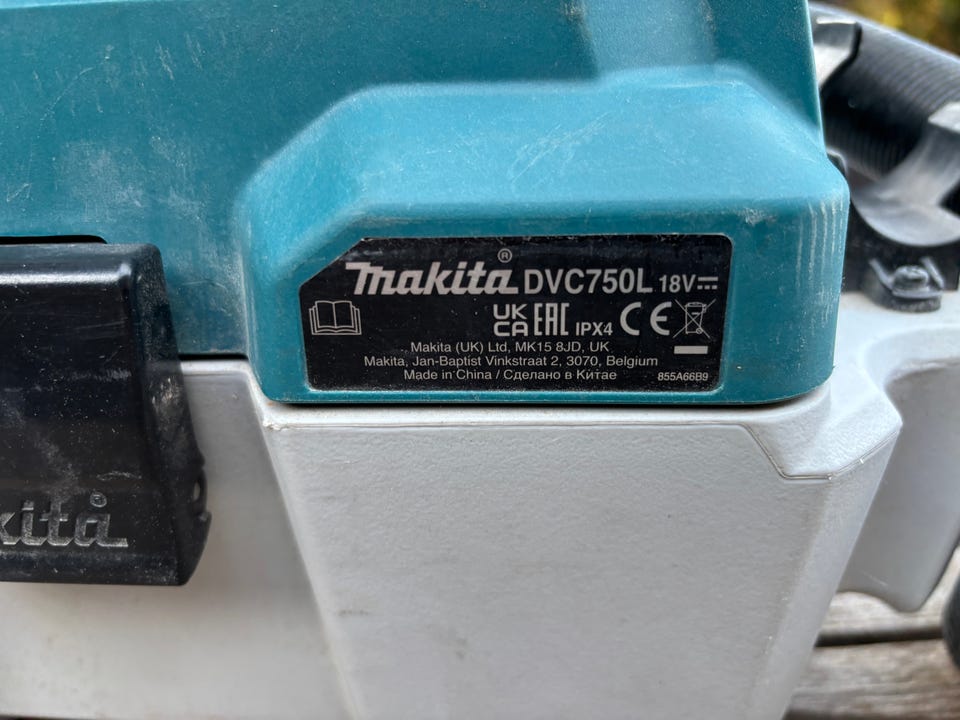 makita® DVC750L 18V
UK CA EAC IPX4 CE
Makita (UK) Ltd, MK15 8JD, UK
Makita, Jan-Baptist Vinkstraat 2, 3070, Belgium
Made in China / Сделано в Китае 855A66B9
kita